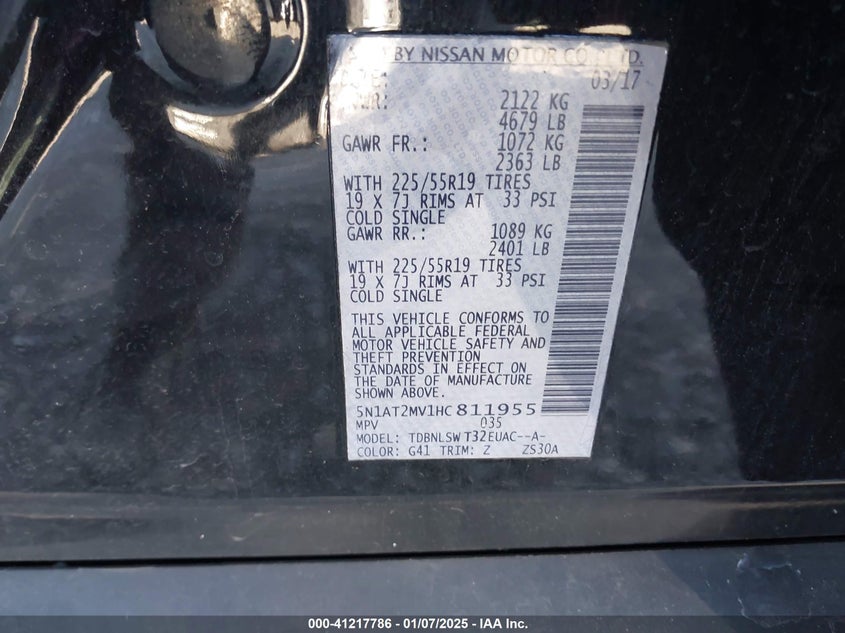 BY NISSAN MOTOR CO., LTD.
DATE: 03/17
2122 KG
4679 LB
GAWR FR.: 1072 KG
2363 LB
WITH 225/55R19 TIRES
19 X 7J RIMS AT 33 PSI
COLD SINGLE
GAWR RR.: 1089 KG
2401 LB
WITH 225/55R19 TIRES
19 X 7J RIMS AT 33 PSI
COLD SINGLE
THIS VEHICLE CONFORMS TO
ALL APPLICABLE FEDERAL
MOTOR VEHICLE SAFETY AND
THEFT PREVENTION
STANDARDS IN EFFECT ON
THE DATE OF MANUFACTURE
SHOWN ABOVE.
5N1AT2MV1HC811955
MPV 035
MODEL: TDBNLSW T32EUAC--A-
COLOR: G41 TRIM: Z ZS30A
000-41217786 - 01/07/2025 - IAA Inc.